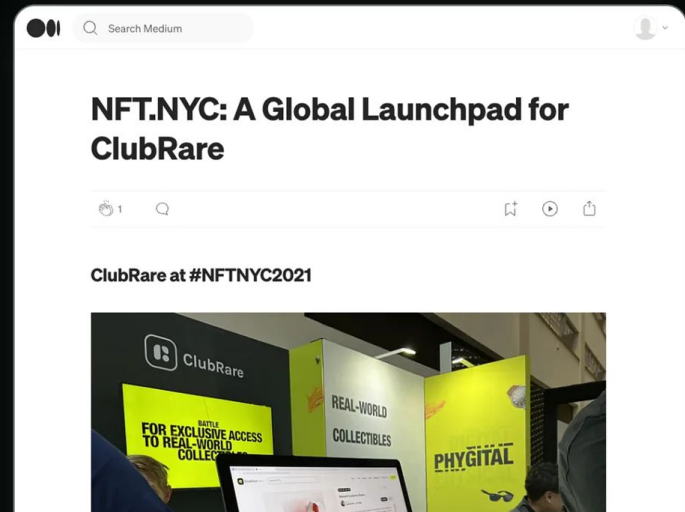 Search Medium
NFT.NYC: A Global Launchpad for
ClubRare
1
ClubRare at #NFTNYC2021
ClubRare
BATTLE
FOR EXCLUSIVE ACCESS
TO REAL-WORLD
REAL-WORLD
COLLECTIBLES
PHYGITAL